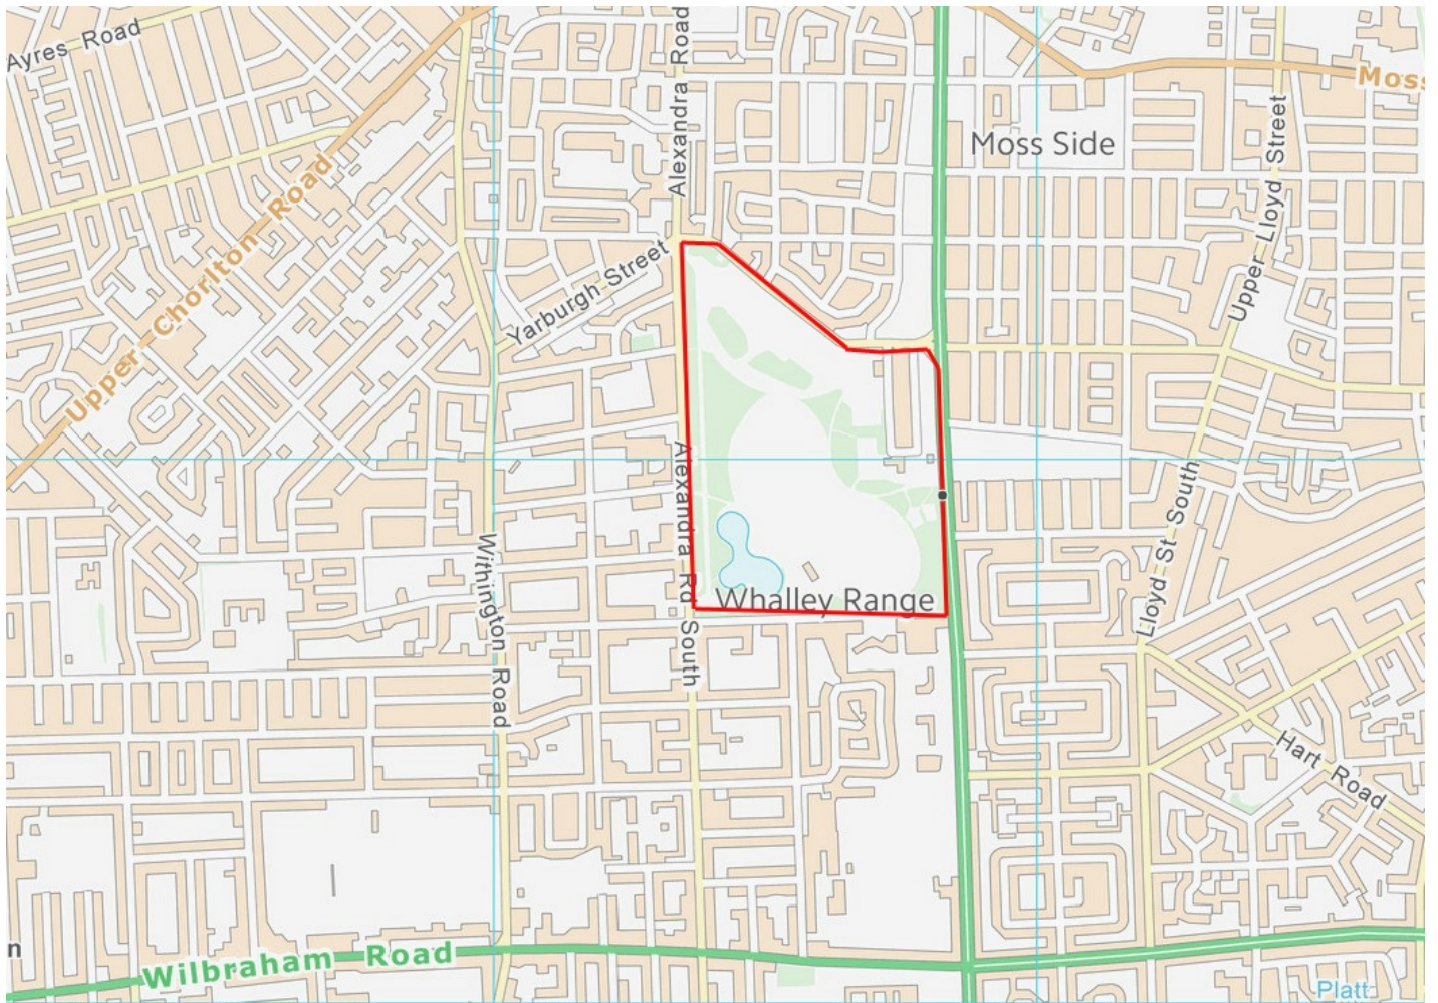 Ayres Road
Alexandra Road
Moss
Moss Side
Upper Lloyd Street
Upper Chorlton Road
Yarburgh Street
Alexandra Rd South
Withington Road
Whalley Range
Lloyd St South
Hart Road
Wilbraham Road
n
Platt